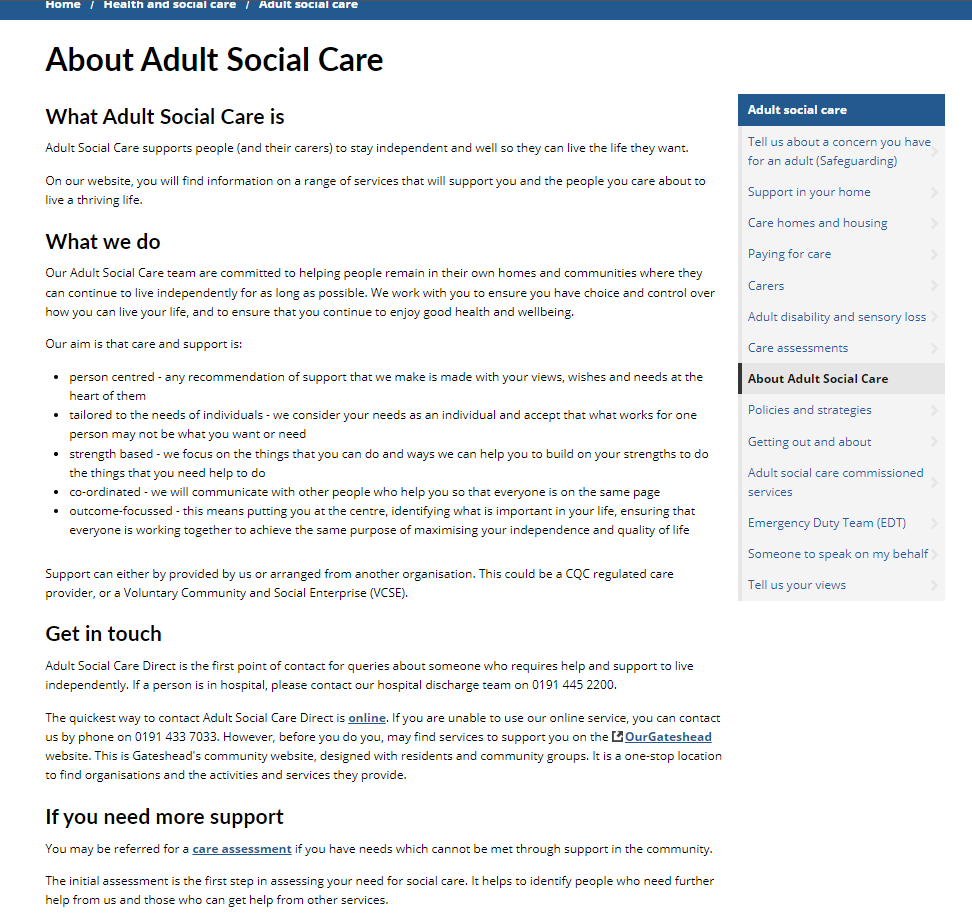 Home / Health and social care / Adult social care
About Adult Social Care
What Adult Social Care is
Adult Social Care supports people (and their carers) to stay independent and well so they can live the life they want.
On our website, you will find information on a range of services that will support you and the people you care about to
live a thriving life.
What we do
Our Adult Social Care team are committed to helping people remain in their own homes and communities where they
can continue to live independently for as long as possible. We work with you to ensure you have choice and control over
how you can live your life, and to ensure that you continue to enjoy good health and wellbeing.
Our aim is that care and support is:
• person centred - any recommendation of support that we make is made with your views, wishes and needs at the
heart of them
• tailored to the needs of individuals - we consider your needs as an individual and accept that what works for one
person may not be what you want or need
• strength based - we focus on the things that you can do and ways we can help you to build on your strengths to do
the things that you need help to do
• co-ordinated - we will communicate with other people who help you so that everyone is on the same page
• outcome-focussed - this means putting you at the centre, identifying what is important in your life, ensuring that
everyone is working together to achieve the same purpose of maximising your independence and quality of life
Support can either by provided by us or arranged from another organisation. This could be a CQC regulated care
provider, or a Voluntary Community and Social Enterprise (VCSE).
Get in touch
Adult Social Care Direct is the first point of contact for queries about someone who requires help and support to live
independently. If a person is in hospital, please contact our hospital discharge team on 0191 445 2200.
The quickest way to contact Adult Social Care Direct is online. If you are unable to use our online service, you can contact
us by phone on 0191 433 7033. However, before you do you, may find services to support you on the OurGateshead
website. This is Gateshead's community website, designed with residents and community groups. It is a one-stop location
to find organisations and the activities and services they provide.
If you need more support
You may be referred for a care assessment if you have needs which cannot be met through support in the community.
The initial assessment is the first step in assessing your need for social care. It helps to identify people who need further
help from us and those who can get help from other services.
Adult social care
Tell us about a concern you have
for an adult (Safeguarding)
Support in your home
Care homes and housing
Paying for care
Carers
Adult disability and sensory loss
Care assessments
About Adult Social Care
Policies and strategies
Getting out and about
Adult social care commissioned
services
Emergency Duty Team (EDT)
Someone to speak on my behalf
Tell us your views